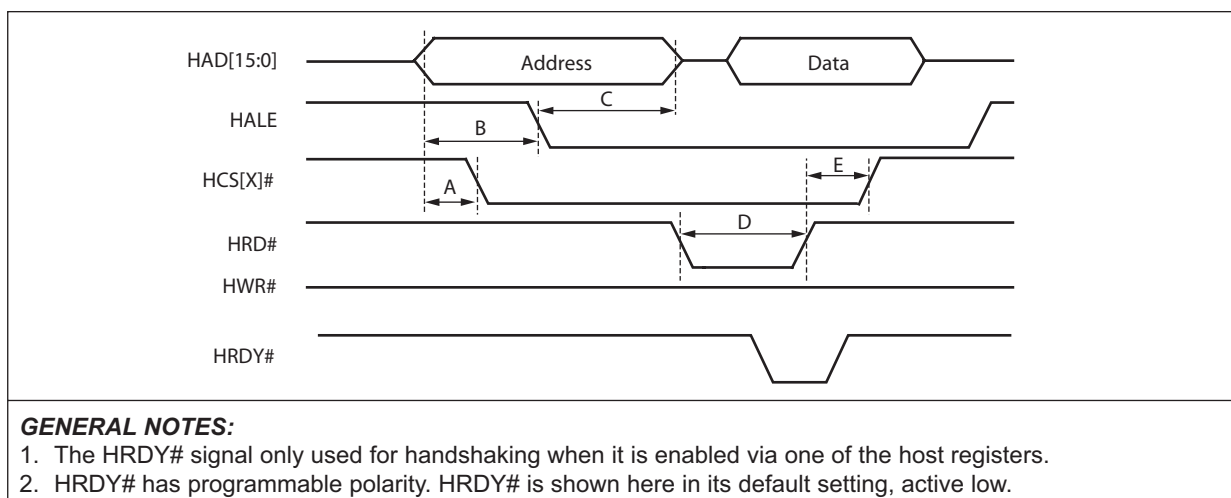 HAD[15:0]
Address
Data
HALE
C
B
HCS[X]#
E
A
HRD#
D
HWR#
HRDY#
GENERAL NOTES:
1. The HRDY# signal only used for handshaking when it is enabled via one of the host registers.
2. HRDY# has programmable polarity. HRDY# is shown here in its default setting, active low.